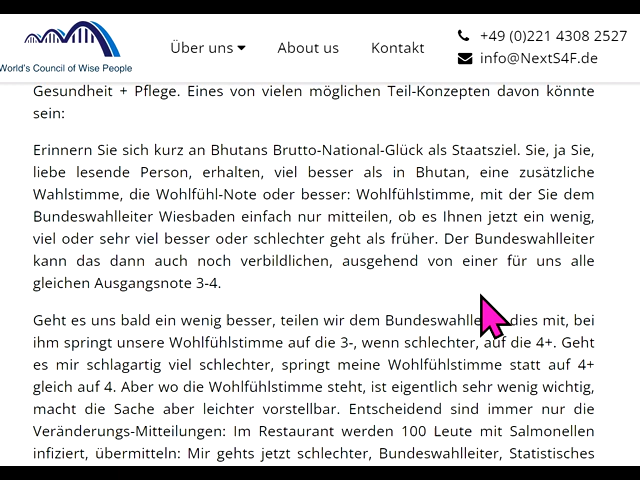 World's Council of Wise People
Über uns
About us
Kontakt
+49 (0)221 4308 2527
info@NextS4F.de
Gesundheit + Pflege. Eines von vielen möglichen Teil-Konzepten davon könnte
sein:
Erinnern Sie sich kurz an Bhutans Brutto-National-Glück als Staatsziel. Sie, ja Sie,
liebe lesende Person, erhalten, viel besser als in Bhutan, eine zusätzliche
Wahlstimme, die Wohlfühl-Note oder besser: Wohlfühlstimme, mit der Sie dem
Bundeswahlleiter Wiesbaden einfach nur mitteilen, ob es Ihnen jetzt ein wenig,
viel oder sehr viel besser oder schlechter geht als früher. Der Bundeswahlleiter
kann das dann auch noch verbildlichen, ausgehend von einer für uns alle
gleichen Ausgangsnote 3-4.
Geht es uns bald ein wenig besser, teilen wir dem dies mit, bei
ihm springt unsere Wohlfühlstimme auf die 3-, wenn schlechter, auf die 4+. Geht
es mir schlagartig viel schlechter, springt meine Wohlfühlstimme statt auf 4+
gleich auf 4. Aber wo die Wohlfühlstimme steht, ist eigentlich sehr wenig wichtig,
macht die Sache aber leichter vorstellbar. Entscheidend sind immer nur die
Veränderungs-Mitteilungen: Im Restaurant werden 100 Leute mit Salmonellen
infiziert, übermitteln: Mir gehts jetzt schlechter, Bundeswahlleiter, Statistisches